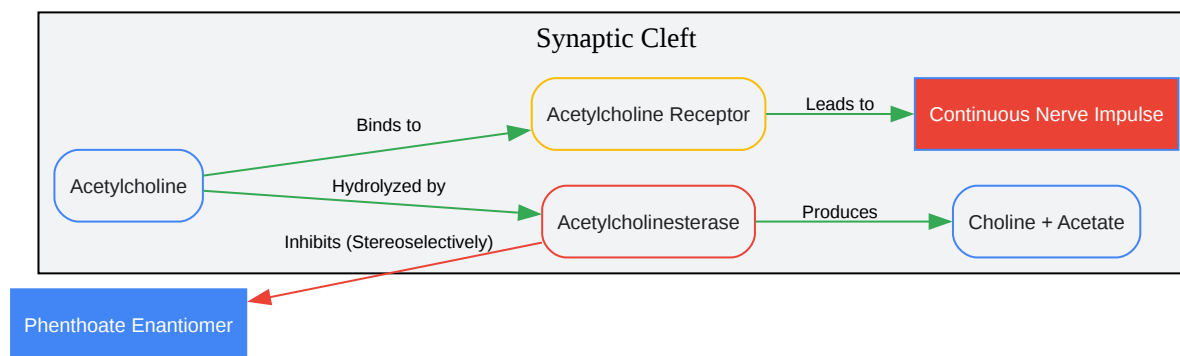 Synaptic Cleft
Acetylcholine
Binds to
Acetylcholine Receptor
Leads to
Continuous Nerve Impulse
Hydrolyzed by
Acetylcholinesterase
Produces
Choline + Acetate
Inhibits (Stereoselectively)
Phenthoate Enantiomer